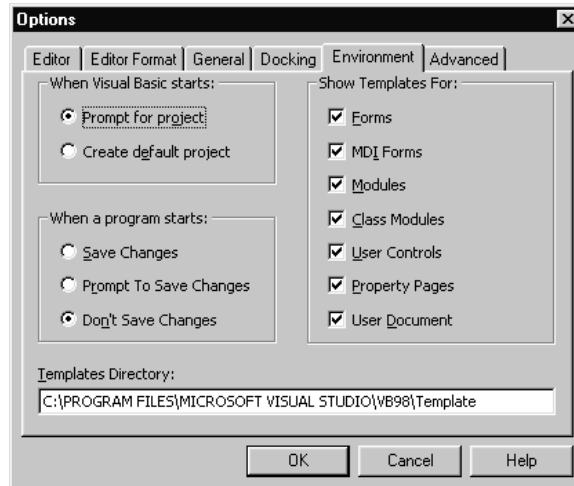 Options
Editor Editor Format General Docking Environment Advanced
When Visual Basic starts:
Prompt for project
Create default project
When a program starts:
Save Changes
Prompt To Save Changes
Don't Save Changes
Show Templates For:
Forms
MDI Forms
Modules
Class Modules
User Controls
Property Pages
User Document
Templates Directory:
C:\PROGRAM FILES\MICROSOFT VISUAL STUDIO\VB98\Template
OK Cancel Help